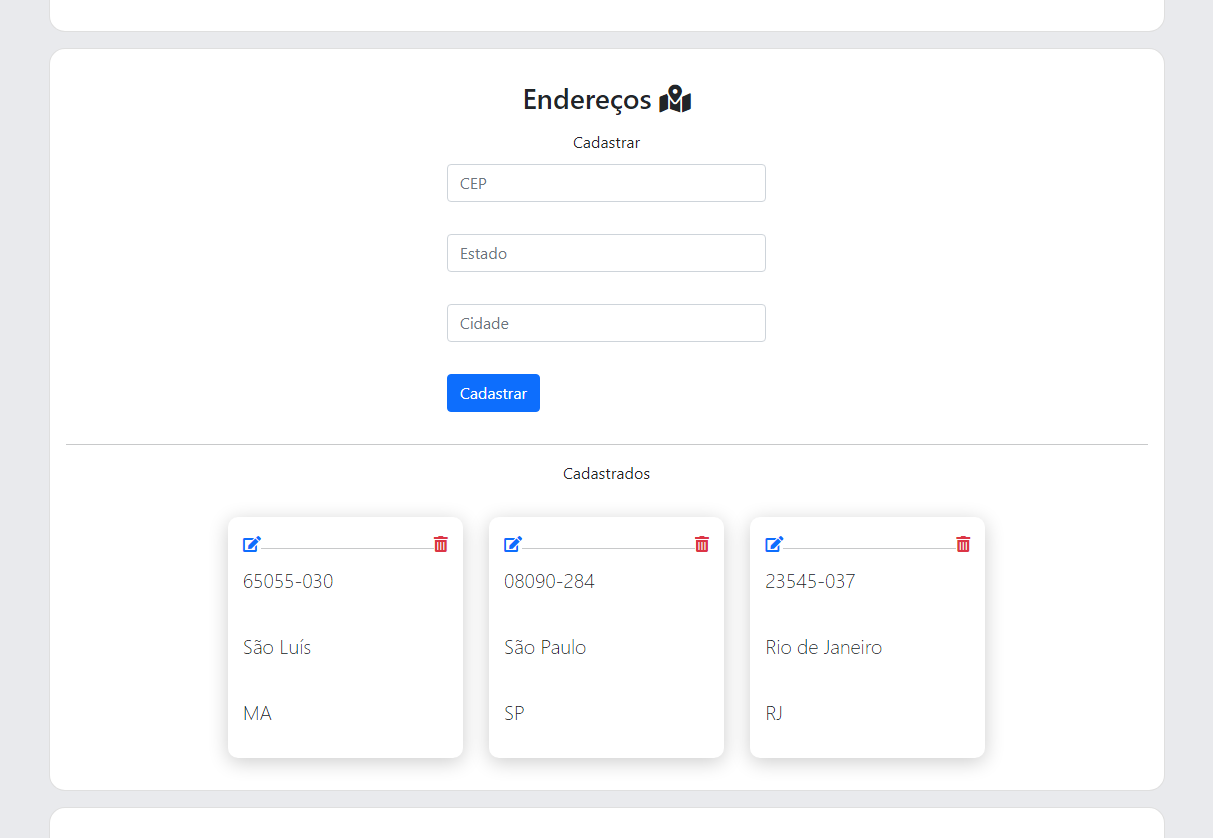 Endereços
Cadastrar
CEP
Estado
Cidade
Cadastrar
Cadastrados
65055-030
São Luís
MA
08090-284
São Paulo
SP
23545-037
Rio de Janeiro
RJ